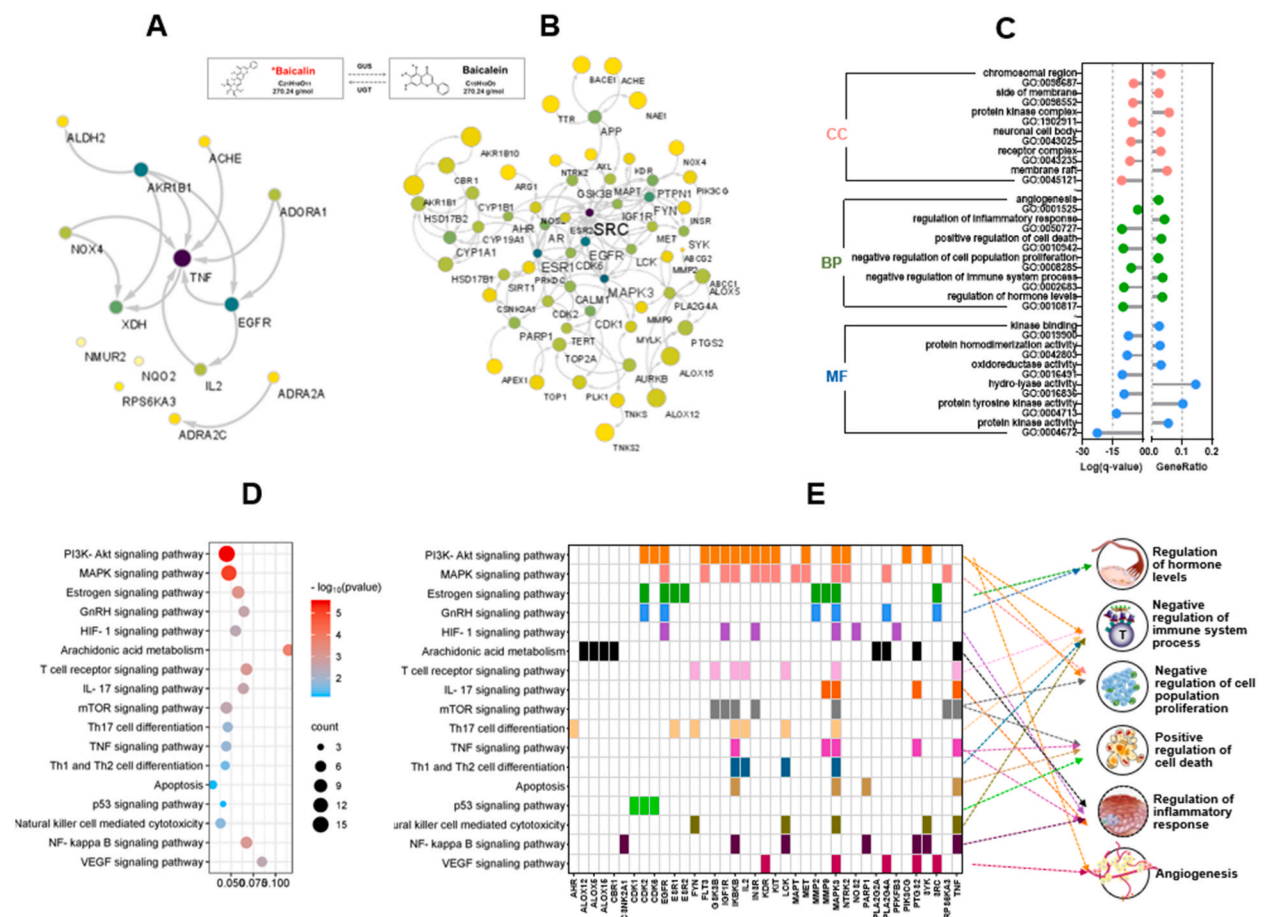 A
B
C
*Baicalin
C21H18O11
270.24 g/mol
GUS
UGT
Baicalein
C15H10O5
270.24 g/mol
ALDH2
ACHE
AKR1B1
ADORA1
NOX4
TNF
XDH
EGFR
NMUR2
NQO2
IL2
RPS6KA3
ADRA2A
ADRA2C
BACE1
ACHE
TTR
NAE1
APP
AKR1B10
NOX4
AXL
KDR
NTRK2
CBR1
ARG1
GSK3B
MAPT
PTPN1
PIK3CG
AKR1B1
CYP1B1
HSD17B2
NOS2
IGF1R
FYN
INSR
AHR
ESR2
SRC
CYP19A1
AR
MET
SYK
CYP1A1
EGFR
ABCG2
ESR1
CDK6
LCK
MMP2
HSD17B1
SIRT1
PRKDC
ABCC1
MAPK3
ALOX5
CALM1
PLA2G4A
CSNK2A1
CDK2
MMP9
PARP1
CDK1
TERT
MYLK
PTGS2
TOP2A
ALOX15
APEX1
AURKB
TOP1
PLK1
TNKS
ALOX12
TNKS2
CC
chromosomal region
GO:0098687
side of membrane
GO:0098552
protein kinase complex
GO:1902911
neuronal cell body
GO:0043025
receptor complex
GO:0043235
membrane raft
GO:0045121
BP
angiogenesis
GO:0001525
regulation of inflammatory response
GO:0050727
positive regulation of cell death
GO:0010942
negative regulation of cell population proliferation
GO:0008285
negative regulation of immune system process
GO:0002683
regulation of hormone levels
GO:0010817
MF
kinase binding
GO:0019900
protein homodimerization activity
GO:0042803
oxidoreductase activity
GO:0016491
hydro-lyase activity
GO:0016836
protein tyrosine kinase activity
GO:0004713
protein kinase activity
GO:0004672
-30 -15 0 0.0 0.1 0.2
Log(q-value) GeneRatio
D
PI3K- Akt signaling pathway
MAPK signaling pathway
Estrogen signaling pathway
GnRH signaling pathway
HIF- 1 signaling pathway
Arachidonic acid metabolism
T cell receptor signaling pathway
IL- 17 signaling pathway
mTOR signaling pathway
Th17 cell differentiation
TNF signaling pathway
Th1 and Th2 cell differentiation
Apoptosis
p53 signaling pathway
Natural killer cell mediated cytotoxicity
NF- kappa B signaling pathway
VEGF signaling pathway
0.050.0750.100
- log10(pvalue)
5
4
3
2
count
3
6
9
12
15
E
PI3K- Akt signaling pathway
MAPK signaling pathway
Estrogen signaling pathway
GnRH signaling pathway
HIF- 1 signaling pathway
Arachidonic acid metabolism
T cell receptor signaling pathway
IL- 17 signaling pathway
mTOR signaling pathway
Th17 cell differentiation
TNF signaling pathway
Th1 and Th2 cell differentiation
Apoptosis
p53 signaling pathway
ural killer cell mediated cytotoxicity
NF- kappa B signaling pathway
VEGF signaling pathway
AHR
ALOX12
ALOX5
ALOX15
CBR1
CSNK2A1
CDK1
CDK2
CDK6
EGFR
ESR1
ESR2
FYN
FLT3
GSK3B
IGF1R
IKBKB
IL2
INSR
KDR
KIT
LCK
MAPT
MET
MMP2
MMP9
MAPK3
NTRK2
NOS2
PARP1
PLA2G2A
PLA2G4A
PFKFB3
PIK3CG
PTGS2
SYK
SRC
RPS6KA3
TNF
Regulation
of hormone
levels
Negative
regulation of
immune system
process
T
Negative
regulation of cell
population
proliferation
Positive
regulation of
cell death
Regulation of
inflammatory
response
Angiogenesis